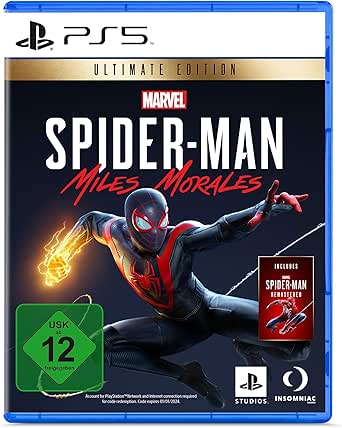 PS5
ULTIMATE EDITION
MARVEL
SPIDER-MAN
MILES MORALES
INCLUDES
MARVEL
SPIDER-MAN
REMASTERED
USK
ab
12
freigegeben
Account for PlayStation™Network and internet connection required
for code redemption. Code expires 01/01/2024.
STUDIOS
INSOMNIAC